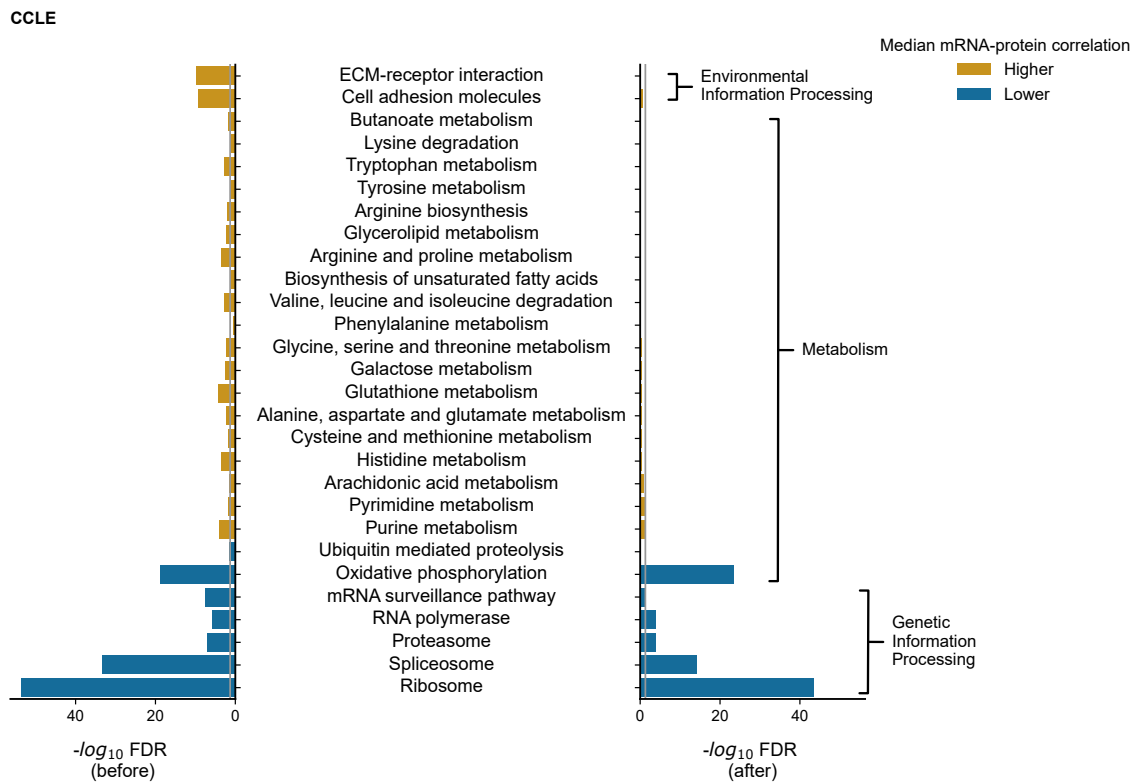 CCLE
Median mRNA-protein correlation
Higher
Lower
ECM-receptor interaction
Cell adhesion molecules
Butanoate metabolism
Lysine degradation
Tryptophan metabolism
Tyrosine metabolism
Arginine biosynthesis
Glycerolipid metabolism
Arginine and proline metabolism
Biosynthesis of unsaturated fatty acids
Valine, leucine and isoleucine degradation
Phenylalanine metabolism
Glycine, serine and threonine metabolism
Galactose metabolism
Glutathione metabolism
Alanine, aspartate and glutamate metabolism
Cysteine and methionine metabolism
Histidine metabolism
Arachidonic acid metabolism
Pyrimidine metabolism
Purine metabolism
Ubiquitin mediated proteolysis
Oxidative phosphorylation
mRNA surveillance pathway
RNA polymerase
Proteasome
Spliceosome
Ribosome
Environmental
Information Processing
Metabolism
Genetic
Information
Processing
40 20 0
-log10 FDR
(before)
0 20 40
-log10 FDR
(after)